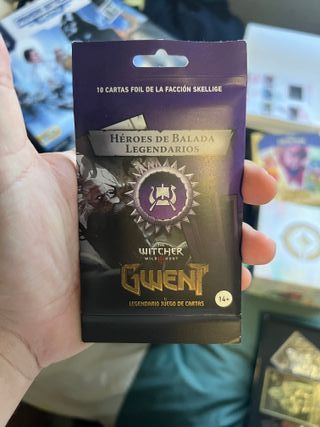 10 CARTAS FOIL DE LA FACCIÓN SKELLIGE
HÉROES DE BALADA
LEGENDARIOS
THE
WITCHER
WILD HUNT
GWENT
LEGENDARIO JUEGO DE CARTAS
14+